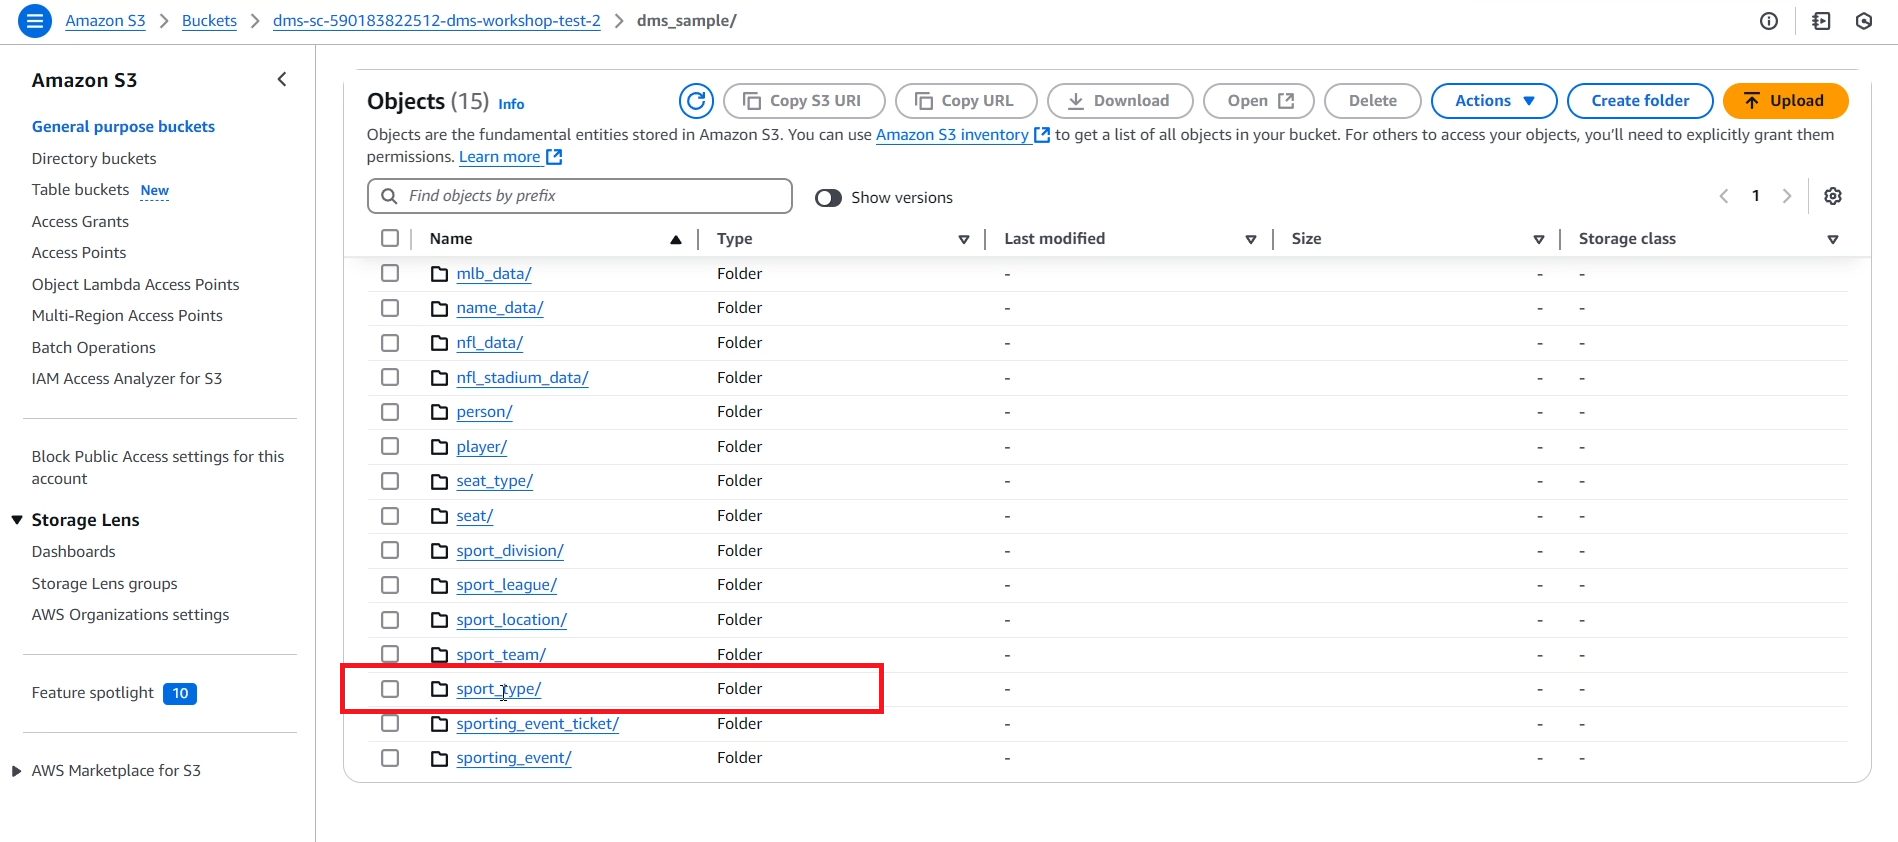 Amazon S3 > Buckets > dms-sc-590183822512-dms-workshop-test-2 > dms_sample/
Amazon S3
General purpose buckets
Directory buckets
Table buckets New
Access Grants
Access Points
Object Lambda Access Points
Multi-Region Access Points
Batch Operations
IAM Access Analyzer for S3
Block Public Access settings for this
account
Storage Lens
Dashboards
Storage Lens groups
AWS Organizations settings
Feature spotlight 10
AWS Marketplace for S3
Objects (15) Info
Copy S3 URI
Copy URL
Download
Open
Delete
Actions
Create folder
Upload
Objects are the fundamental entities stored in Amazon S3. You can use Amazon S3 inventory to get a list of all objects in your bucket. For others to access your objects, you'll need to explicitly grant them
permissions. Learn more
Find objects by prefix
Show versions
1
Name Type Last modified Size Storage class
mlb_data/ Folder - - -
name_data/ Folder - - -
nfl_data/ Folder - - -
nfl_stadium_data/ Folder - - -
person/ Folder - - -
player/ Folder - - -
seat_type/ Folder - - -
seat/ Folder - - -
sport_division/ Folder - - -
sport_league/ Folder - - -
sport_location/ Folder - - -
sport_team/ Folder - - -
sport_type/ Folder - - -
sporting_event_ticket/ Folder - - -
sporting_event/ Folder - - -